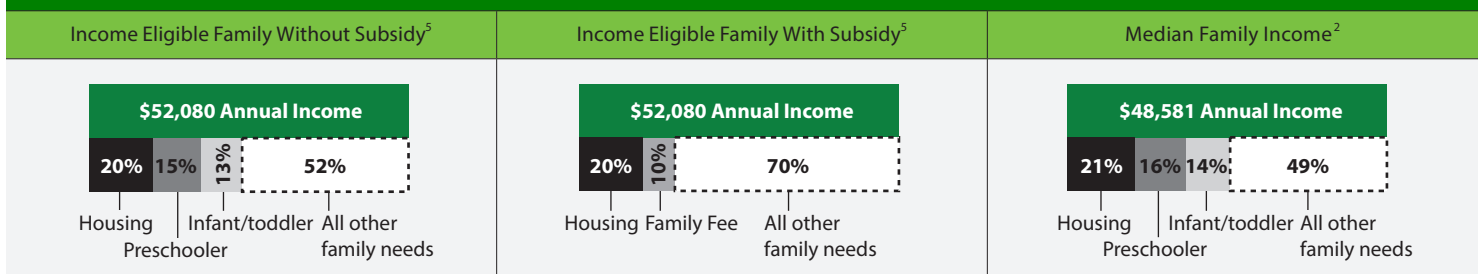 Income Eligible Family Without Subsidy5
Income Eligible Family With Subsidy5
Median Family Income2
$52,080 Annual Income
20% 15% 13% 52%
Housing Infant/toddler All other
Preschooler family needs
$52,080 Annual Income
20% 10% 70%
Housing Family Fee All other
family needs
$48,581 Annual Income
21% 16% 14% 49%
Housing Infant/toddler All other
Preschooler family needs